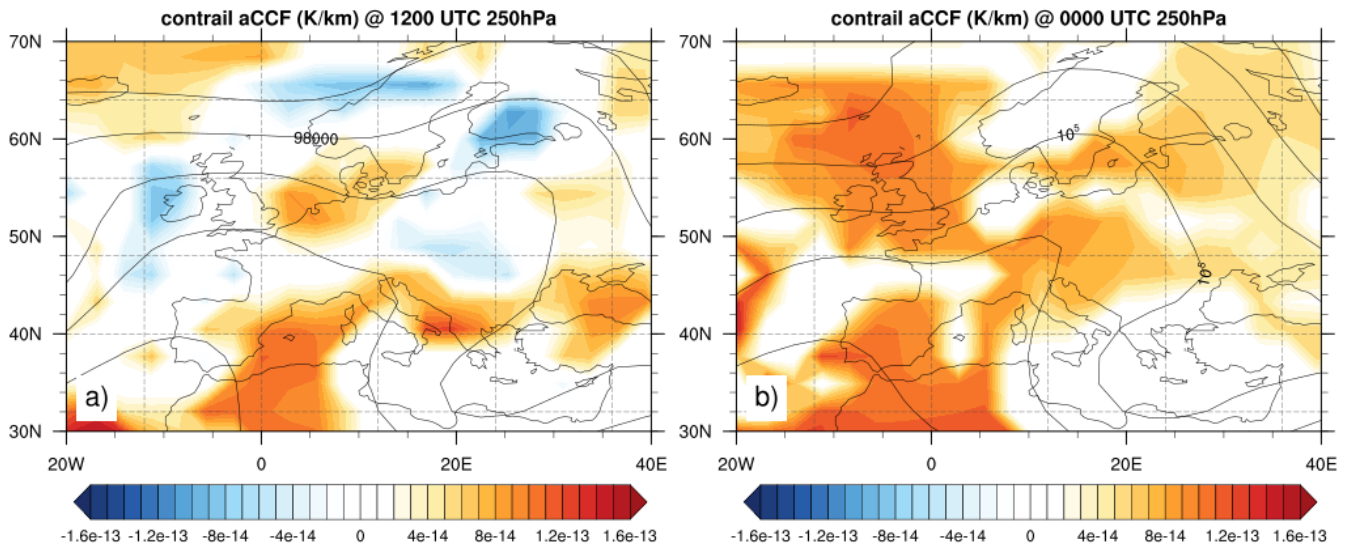 contrail aCCF (K/km) @ 1200 UTC 250hPa
70N
60N
50N
40N
30N
98000
a)
20W 0 20E 40E
-1.6e-13 -1.2e-13 -8e-14 -4e-14 0 4e-14 8e-14 1.2e-13 1.6e-13
contrail aCCF (K/km) @ 0000 UTC 250hPa
70N
60N
50N
40N
30N
10⁵
10⁵
b)
20W 0 20E 40E
-1.6e-13 -1.2e-13 -8e-14 -4e-14 0 4e-14 8e-14 1.2e-13 1.6e-13